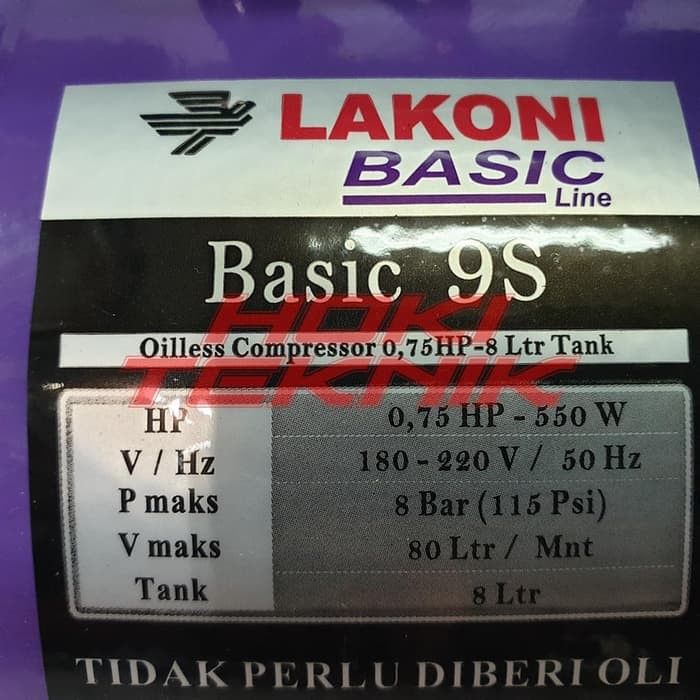 LAKONI
BASIC
Line
Basic 9S
Oilless Compressor 0,75HP-8 Ltr Tank
HOKI
TEKNIK
HP 0,75 HP - 550 W
V / Hz 180 - 220 V / 50 Hz
P maks 8 Bar (115 Psi)
V maks 80 Ltr / Mnt
Tank 8 Ltr
TIDAK PERLU DIBERI OLI